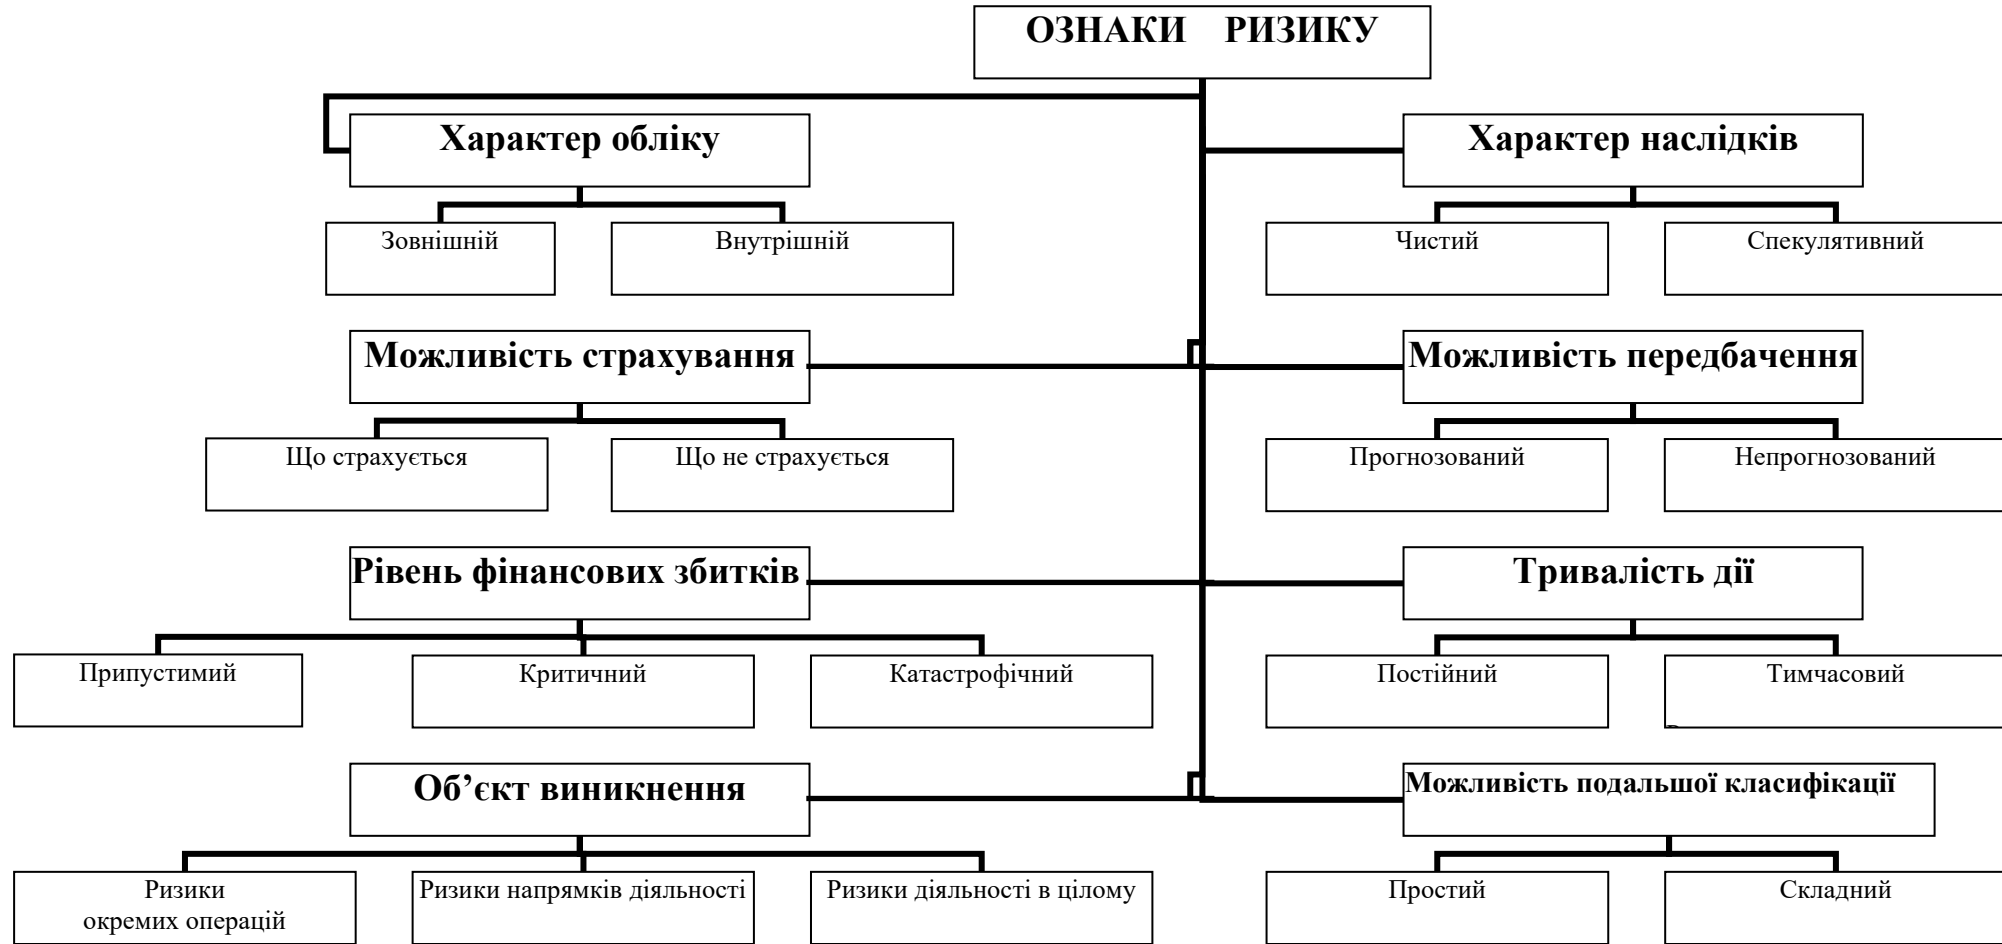 ОЗНАКИ РИЗИКУ
Характер обліку
Характер наслідків
Зовнішній
Внутрішній
Чистий
Спекулятивний
Можливість страхування
Можливість передбачення
Що страхується
Що не страхується
Прогнозований
Непрогнозований
Рівень фінансових збитків
Тривалість дії
Припустимий
Критичний
Катастрофічний
Постійний
Тимчасовий
Об’єкт виникнення
Можливість подальшої класифікації
Ризики
окремих операцій
Ризики напрямків діяльності
Ризики діяльності в цілому
Простий
Складний